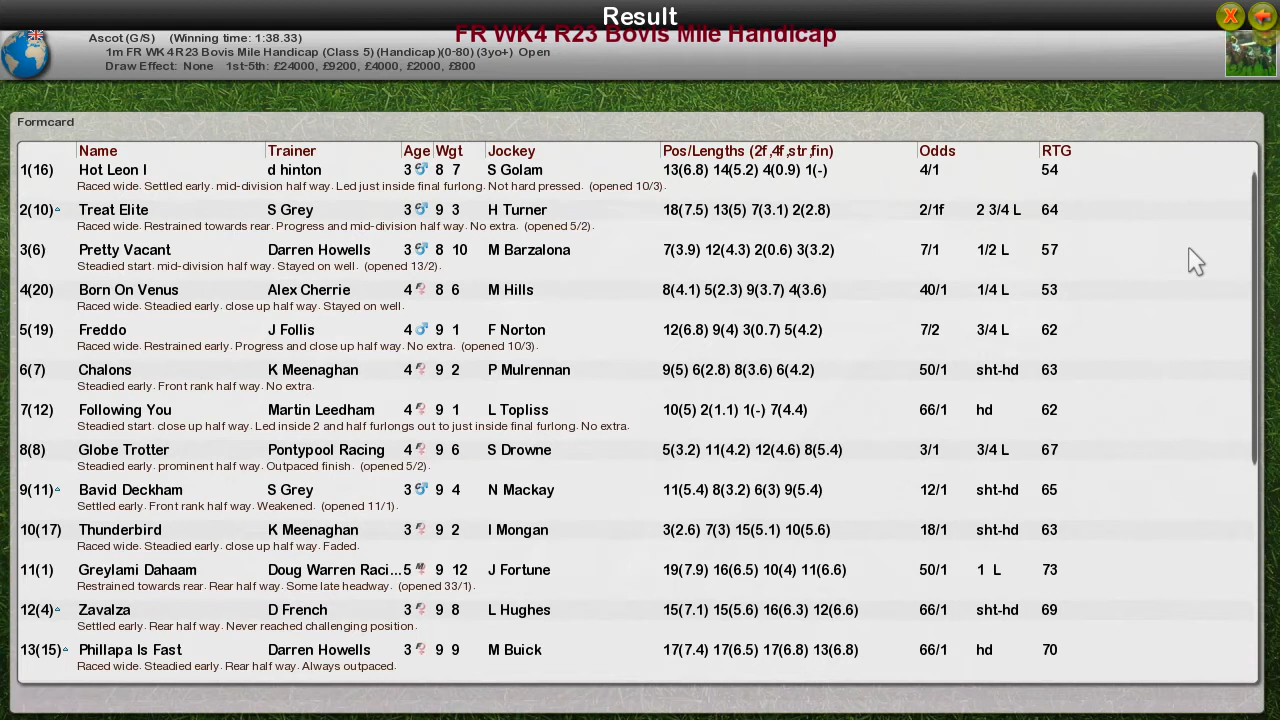 Result
FR WK4 R23 Bovis Mile Handicap
Ascot (G/S) (Winning time: 1:38.33)
1m FR WK4 R23 Bovis Mile Handicap (Class 5) (Handicap)(0-80) (3yo+) Open
Draw Effect: None 1st-5th: £24000, £9200, £4000, £2000, £800
Formcard
Name Trainer Age Wgt Jockey Pos/Lengths (2f,4f,str,fin) Odds RTG
1(16) Hot Leon I d hinton 3 8 7 S Golam 13(6.8) 14(5.2) 4(0.9) 1(-) 4/1 54
Raced wide. Settled early. mid-division half way. Led just inside final furlong. Not hard pressed. (opened 10/3).
2(10) Treat Elite S Grey 3 9 3 H Turner 18(7.5) 13(5) 7(3.1) 2(2.8) 2/1f 2 3/4 L 64
Raced wide. Restrained towards rear. Progress and mid-division half way. No extra. (opened 5/2).
3(6) Pretty Vacant Darren Howells 3 8 10 M Barzalona 7(3.9) 12(4.3) 2(0.6) 3(3.2) 7/1 1/2 L 57
Steadied start. mid-division half way. Stayed on well. (opened 13/2).
4(20) Born On Venus Alex Cherrie 4 8 6 M Hills 8(4.1) 5(2.3) 9(3.7) 4(3.6) 40/1 1/4 L 53
Raced wide. Steadied early. close up half way. Stayed on well.
5(19) Freddo J Follis 4 9 1 F Norton 12(6.8) 9(4) 3(0.7) 5(4.2) 7/2 3/4 L 62
Raced wide. Restrained early. Progress and close up half way. No extra. (opened 10/3).
6(7) Chalons K Meenaghan 4 9 2 P Mulrennan 9(5) 6(2.8) 8(3.6) 6(4.2) 50/1 sht-hd 63
Steadied early. Front rank half way. No extra.
7(12) Following You Martin Leedham 4 9 1 L Topliss 10(5) 2(1.1) 1(-) 7(4.4) 66/1 hd 62
Steadied start. close up half way. Led inside 2 and half furlongs out to just inside final furlong. No extra.
8(8) Globe Trotter Pontypool Racing 4 9 6 S Drowne 5(3.2) 11(4.2) 12(4.6) 8(5.4) 3/1 3/4 L 67
Steadied early. prominent half way. Outpaced finish. (opened 5/2).
9(11) Bavid Deckham S Grey 3 9 4 N Mackay 11(5.4) 8(3.2) 6(3) 9(5.4) 12/1 sht-hd 65
Settled early. Front rank half way. Weakened. (opened 11/1).
10(17) Thunderbird K Meenaghan 3 9 2 I Mongan 3(2.6) 7(3) 15(5.1) 10(5.6) 18/1 sht-hd 63
Raced wide. Steadied early. close up half way. Faded.
11(1) Greylami Dahaam Doug Warren Raci... 5 9 12 J Fortune 19(7.9) 16(6.5) 10(4) 11(6.6) 50/1 1 L 73
Restrained towards rear. Rear half way. Some late headway. (opened 33/1).
12(4) Zavalza D French 3 9 8 L Hughes 15(7.1) 15(5.6) 16(6.3) 12(6.6) 66/1 sht-hd 69
Settled early. Rear half way. Never reached challenging position.
13(15) Phillapa Is Fast Darren Howells 3 9 9 M Buick 17(7.4) 17(6.5) 17(6.8) 13(6.8) 66/1 hd 70
Raced wide. Steadied early. Rear half way. Always outpaced.